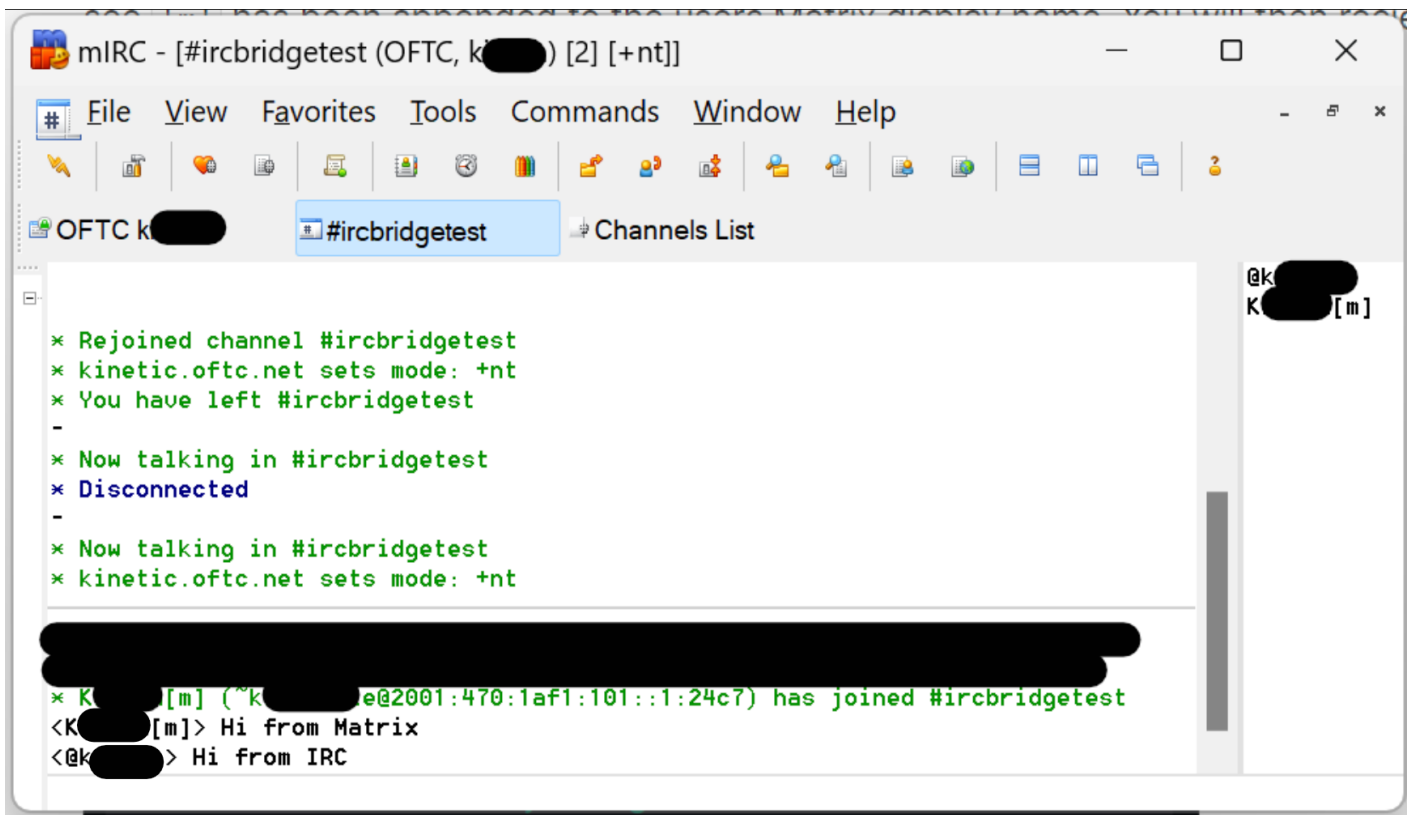 mIRC - [#ircbridgetest (OFTC, k) [2] [+nt]]
File View Favorites Tools Commands Window Help
OFTC k #ircbridgetest Channels List
@k
K[m]
* Rejoined channel #ircbridgetest
* kinetic.oftc.net sets mode: +nt
* You have left #ircbridgetest
-
* Now talking in #ircbridgetest
* Disconnected
-
* Now talking in #ircbridgetest
* kinetic.oftc.net sets mode: +nt
* K[m] (~k e@2001:470:1af1:101::1:24c7) has joined #ircbridgetest
<K[m]> Hi from Matrix
<@k> Hi from IRC